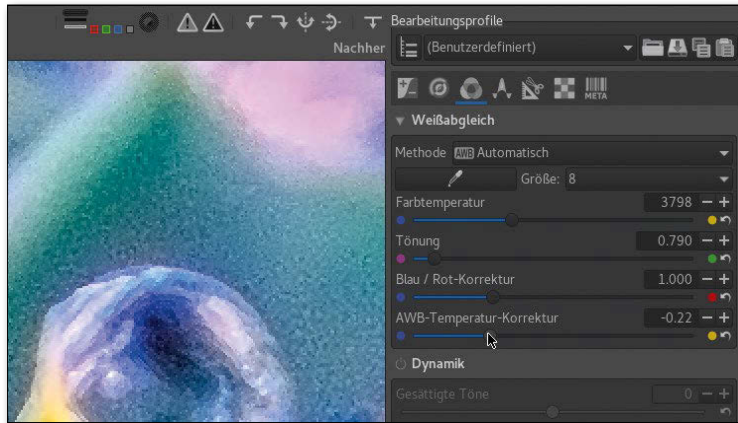 Bearbeitungsprofile
Nachher
(Benutzerdefiniert)
META
Weißabgleich
Methode AWB Automatisch
Größe: 8
Farbtemperatur 3798
Tönung 0.790
Blau / Rot-Korrektur 1.000
AWB-Temperatur-Korrektur -0.22
Dynamik
Gesättigte Töne 0